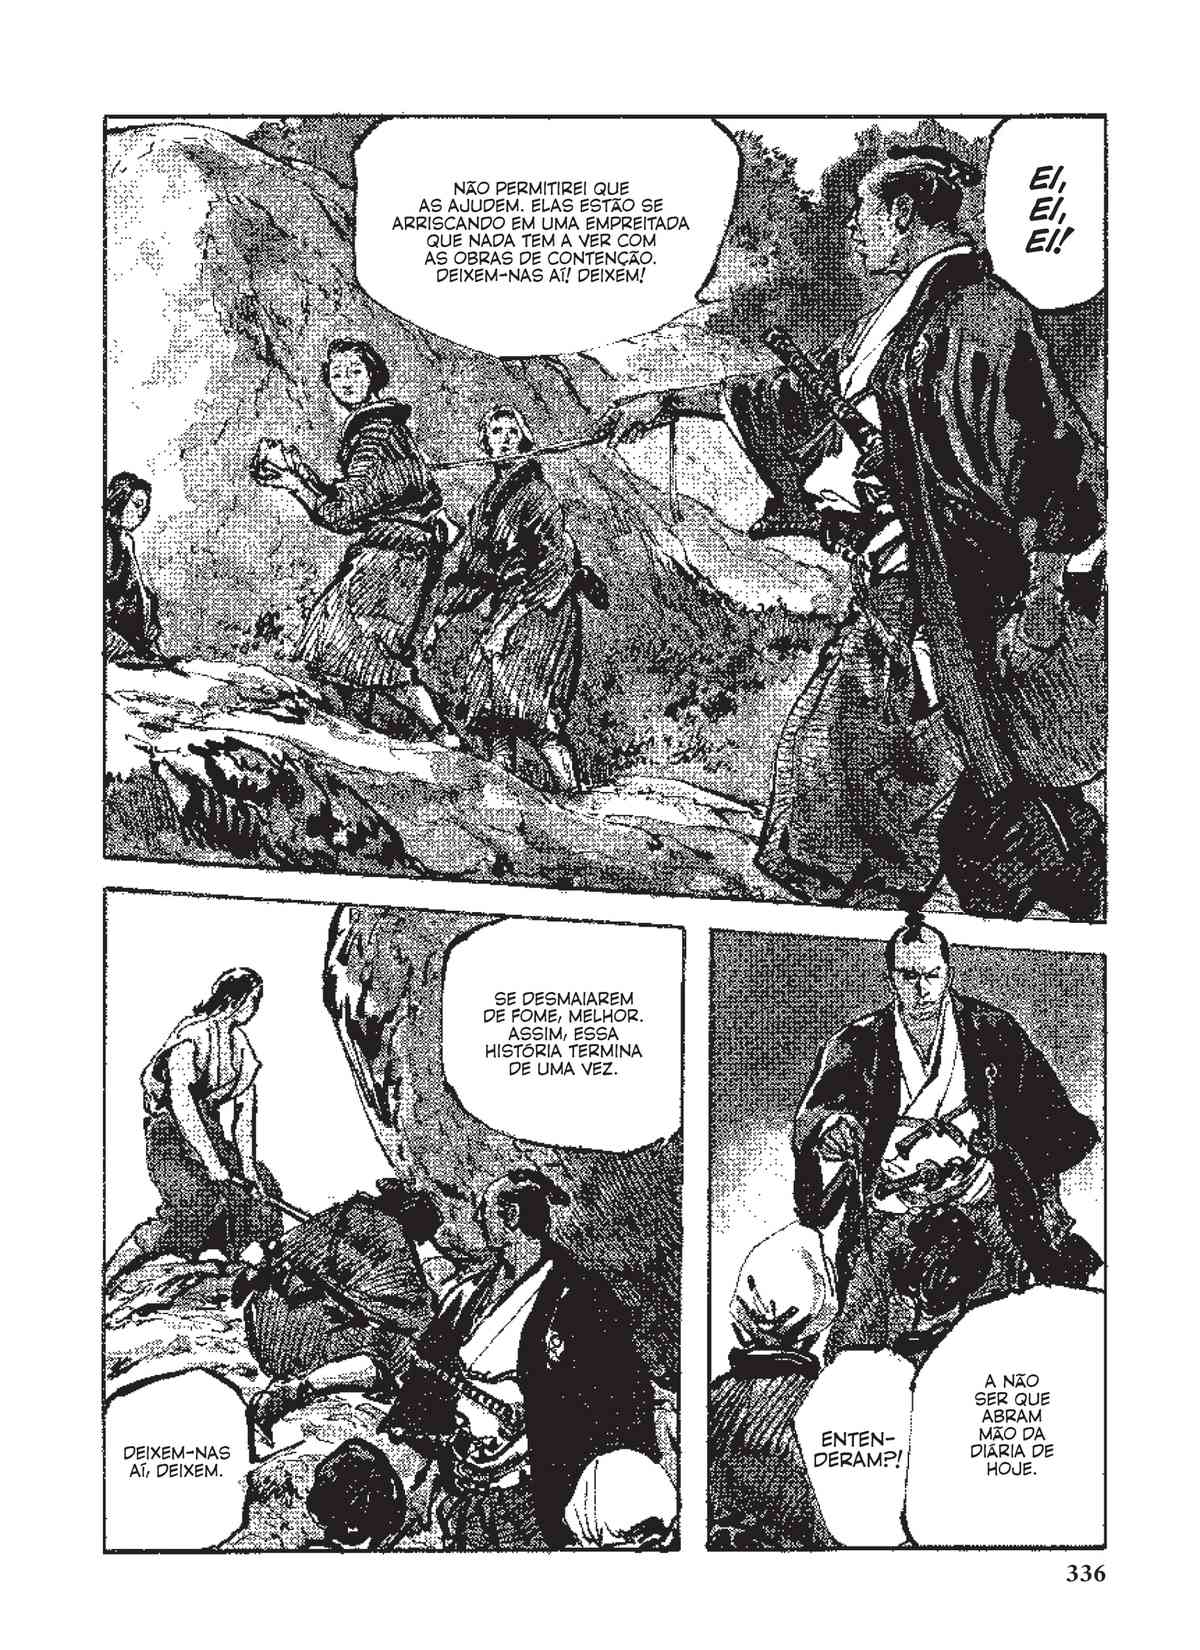 EI,
EI,
EI!
NÃO PERMITIREI QUE
AS AJUDEM. ELAS ESTÃO SE
ARRISCANDO EM UMA EMPREITADA
QUE NADA TEM A VER COM
AS OBRAS DE CONTENÇÃO.
DEIXEM-NAS AÍ! DEIXEM!
A NÃO
SER QUE
ABRAM
MÃO DA
DIÁRIA DE
HOJE.
ENTEN-
DERAM?!
SE DESMAIAREM
DE FOME, MELHOR.
ASSIM, ESSA
HISTÓRIA TERMINA
DE UMA VEZ.
DEIXEM-NAS
AÍ, DEIXEM.
336